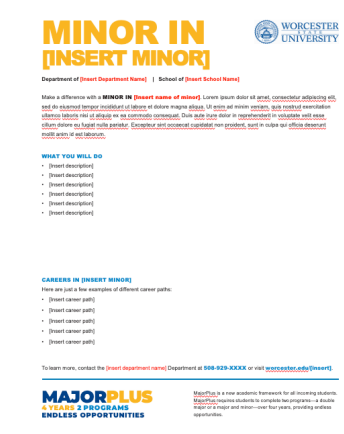 MINOR IN
[INSERT MINOR]
WORCESTER
STATE
UNIVERSITY
Department of [Insert Department Name] | School of [Insert School Name]
Make a difference with a MINOR IN [Insert name of minor]. Lorem ipsum dolor sit amet, consectetur adipiscing elit,
sed do eiusmod tempor incididunt ut labore et dolore magna aliqua. Ut enim ad minim veniam, quis nostrud exercitation
ullamco laboris nisi ut aliquip ex ea commodo consequat. Duis aute irure dolor in reprehenderit in voluptate velit esse
cillum dolore eu fugiat nulla pariatur. Excepteur sint occaecat cupidatat non proident, sunt in culpa qui officia deserunt
mollit anim id est laborum.
WHAT YOU WILL DO
• [Insert description]
• [Insert description]
• [Insert description]
• [Insert description]
• [Insert description]
• [Insert description]
CAREERS IN [INSERT MINOR]
Here are just a few examples of different career paths:
• [Insert career path]
• [Insert career path]
• [Insert career path]
• [Insert career path]
• [Insert career path]
To learn more, contact the [Insert department name] Department at 508-929-XXXX or visit worcester.edu/[insert].
MAJORPLUS
4 YEARS 2 PROGRAMS
ENDLESS OPPORTUNITIES
MajorPlus is a new academic framework for all incoming students.
MajorPlus requires students to complete two programs—a double
major or a major and minor—over four years, providing endless
opportunities.